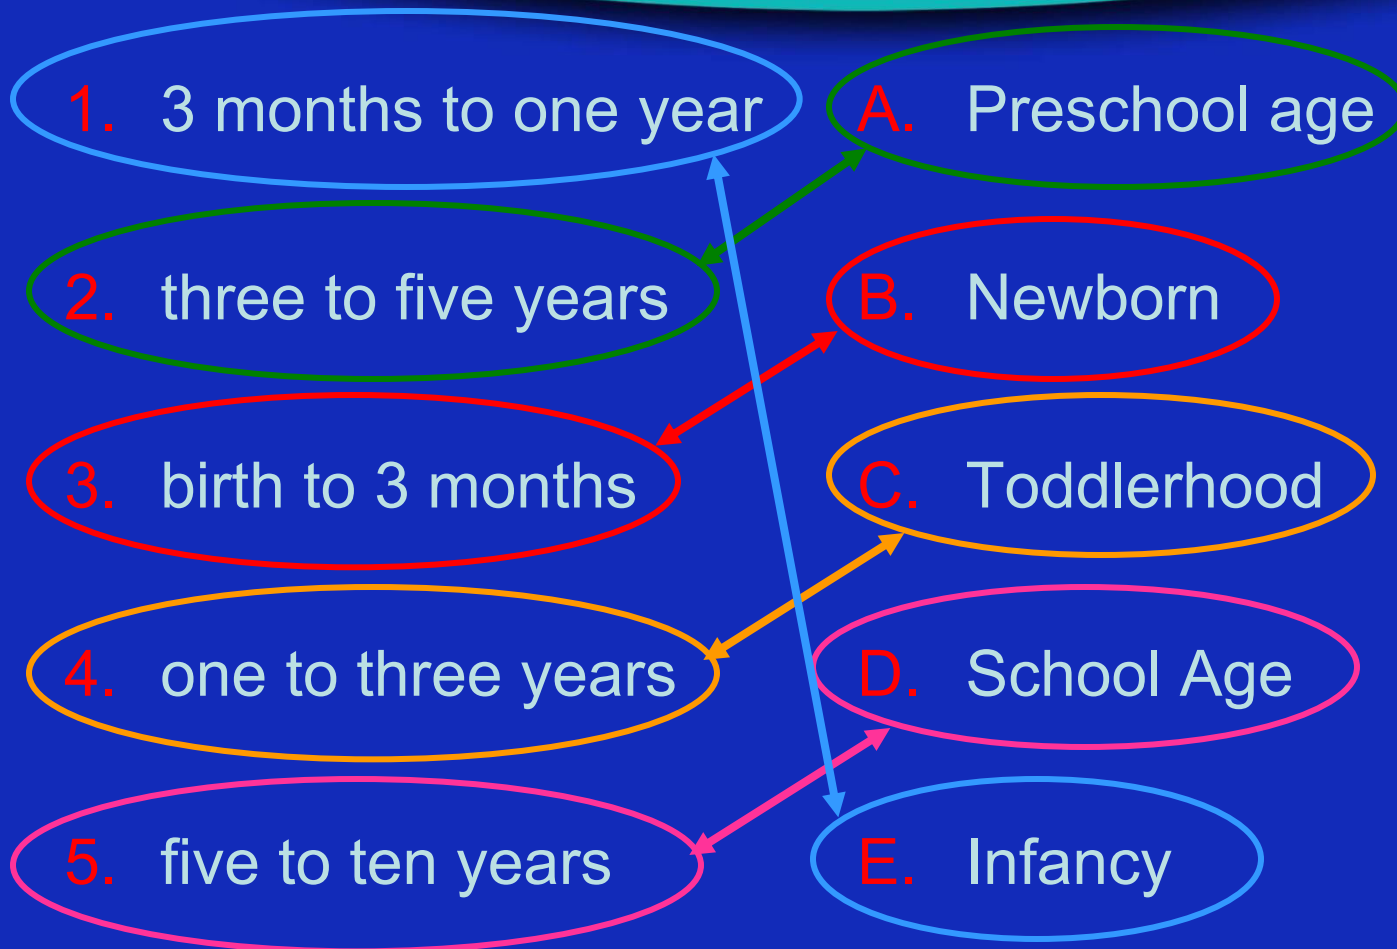 1. 3 months to one year
A. Preschool age
2. three to five years
B. Newborn
3. birth to 3 months
C. Toddlerhood
4. one to three years
D. School Age
5. five to ten years
E. Infancy